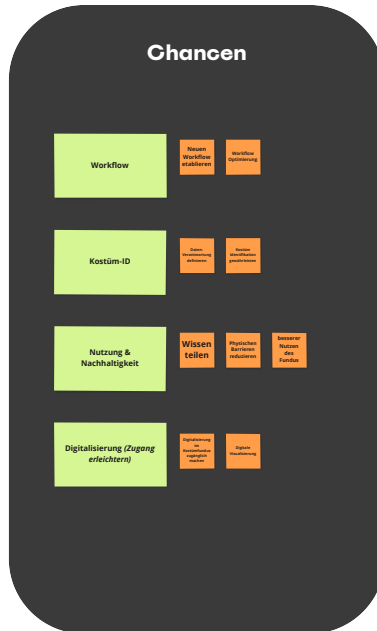 Chancen
Workflow
Neuen
Workflow
etablieren
Workflow
Optimierung
Kostüm-ID
Daten
Verantwortung
definieren
Kostüm
Identifikation
gewährleisten
Nutzung &
Nachhaltigkeit
Wissen
teilen
Physischen
Barrieren
reduzieren
besserer
Nutzen
des
Fundus
Digitalisierung (Zugang
erleichtern)
Digitalisierung
im
Kostümfundus
zugänglich
machen
Digitale
Visualisierung